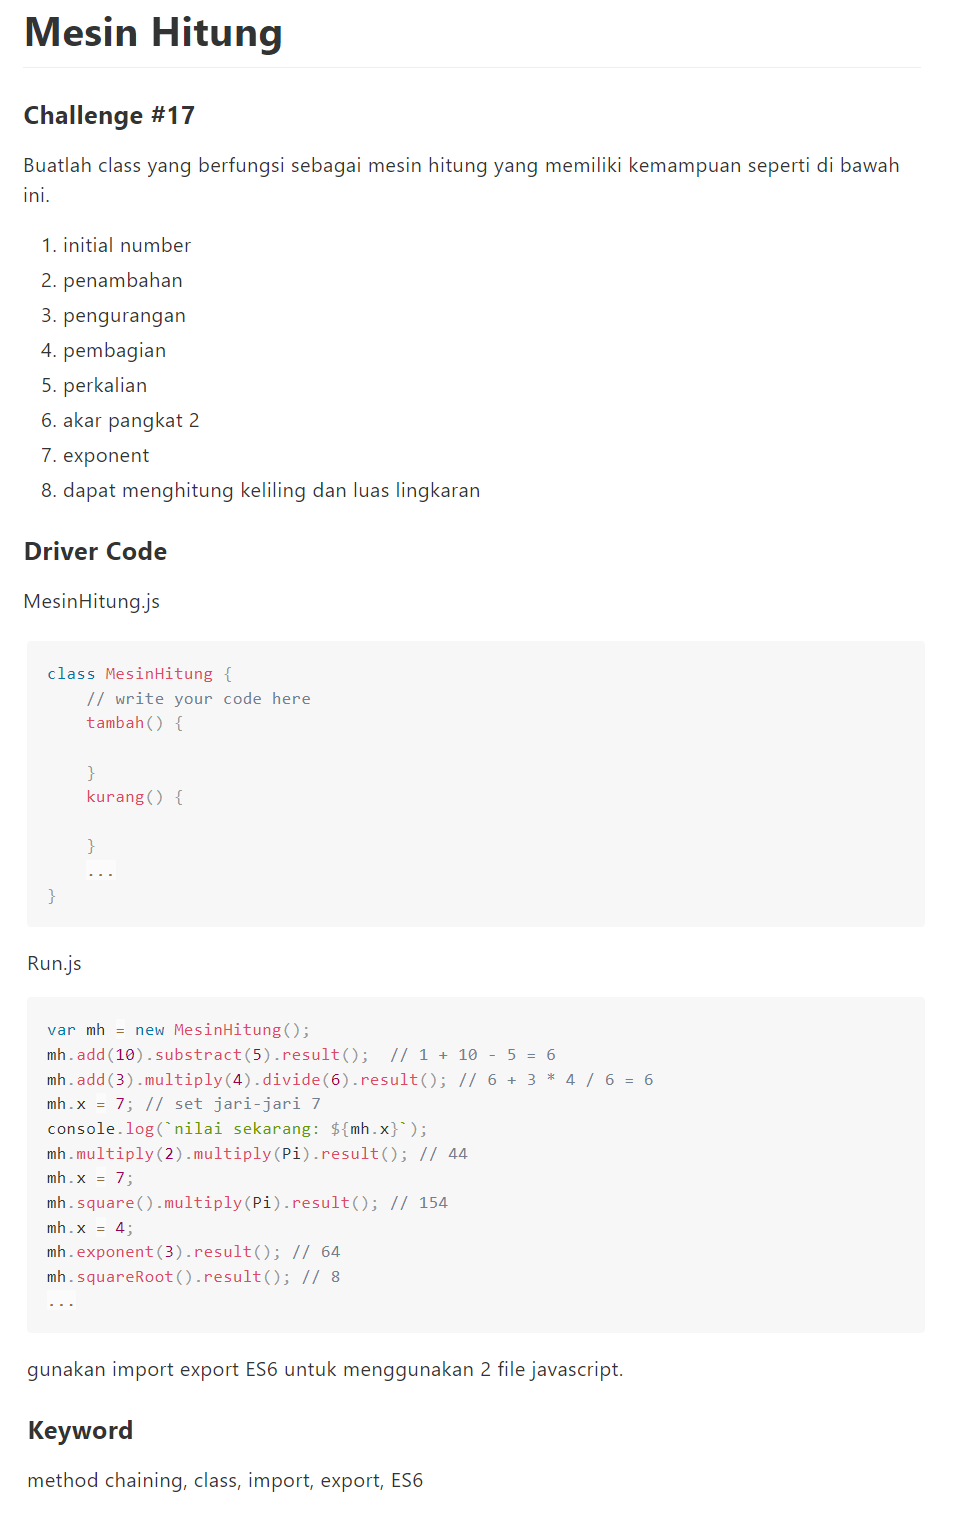 Mesin Hitung
Challenge #17
Buatlah class yang berfungsi sebagai mesin hitung yang memiliki kemampuan seperti di bawah
ini.
1. initial number
2. penambahan
3. pengurangan
4. pembagian
5. perkalian
6. akar pangkat 2
7. exponent
8. dapat menghitung keliling dan luas lingkaran
Driver Code
MesinHitung.js
class MesinHitung {
    // write your code here
    tambah() {

    }
    kurang() {

    }
    ...
}
Run.js
var mh = new MesinHitung();
mh.add(10).substract(5).result();  // 1 + 10 - 5 = 6
mh.add(3).multiply(4).divide(6).result(); // 6 + 3 * 4 / 6 = 6
mh.x = 7; // set jari-jari 7
console.log(`nilai sekarang: ${mh.x}`);
mh.multiply(2).multiply(Pi).result(); // 44
mh.x = 7;
mh.square().multiply(Pi).result(); // 154
mh.x = 4;
mh.exponent(3).result(); // 64
mh.squareRoot().result(); // 8
...
gunakan import export ES6 untuk menggunakan 2 file javascript.
Keyword
method chaining, class, import, export, ES6